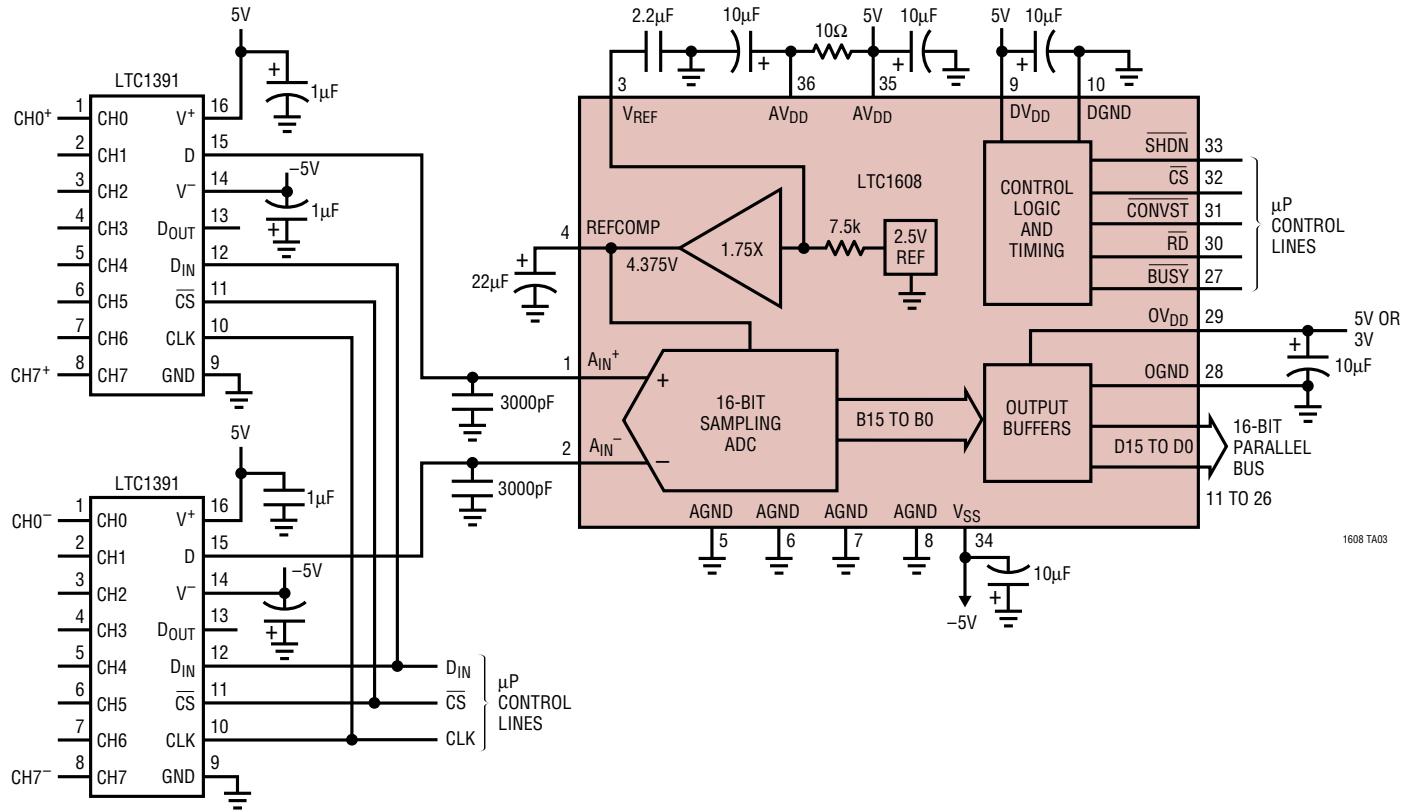 5V
LTC1391
+
1µF
CH0⁺
1 CH0 V⁺ 16
2 CH1 D 15
3 CH2 V⁻ 14
4 CH3 D_OUT 13
5 CH4 D_IN 12
6 CH5 C̅S̅ 11
7 CH6 CLK 10
CH7⁺ 8 CH7 GND 9
–5V
+
1µF
5V
LTC1391
1µF
CH0⁻
1 CH0 V⁺ 16
2 CH1 D 15
3 CH2 V⁻ 14
4 CH3 D_OUT 13
5 CH4 D_IN 12
6 CH5 C̅S̅ 11
7 CH6 CLK 10
CH7⁻ 8 CH7 GND 9
–5V
+
D_IN
C̅S̅
CLK
µP
CONTROL
LINES
3000pF
3000pF
2.2µF
10µF
+
10Ω
5V
10µF
+
5V
10µF
+
3
36
35
9
10
V_REF
AV_DD
AV_DD
DV_DD
DGND
LTC1608
4 REFCOMP
4.375V
+
22µF
1.75X
7.5k
2.5V
REF
CONTROL
LOGIC
AND
TIMING
S̅H̅D̅N̅ 33
C̅S̅ 32
C̅O̅N̅V̅S̅T̅ 31
R̅D̅ 30
B̅U̅S̅Y̅ 27
µP
CONTROL
LINES
OV_DD 29
5V OR
3V
+
10µF
OGND 28
1 A_IN⁺
2 A_IN⁻
+
–
16-BIT
SAMPLING
ADC
B15 TO B0
OUTPUT
BUFFERS
D15 TO D0
16-BIT
PARALLEL
BUS
11 TO 26
AGND AGND AGND AGND V_SS
5 6 7 8 34
10µF
+
–5V
1608 TA03